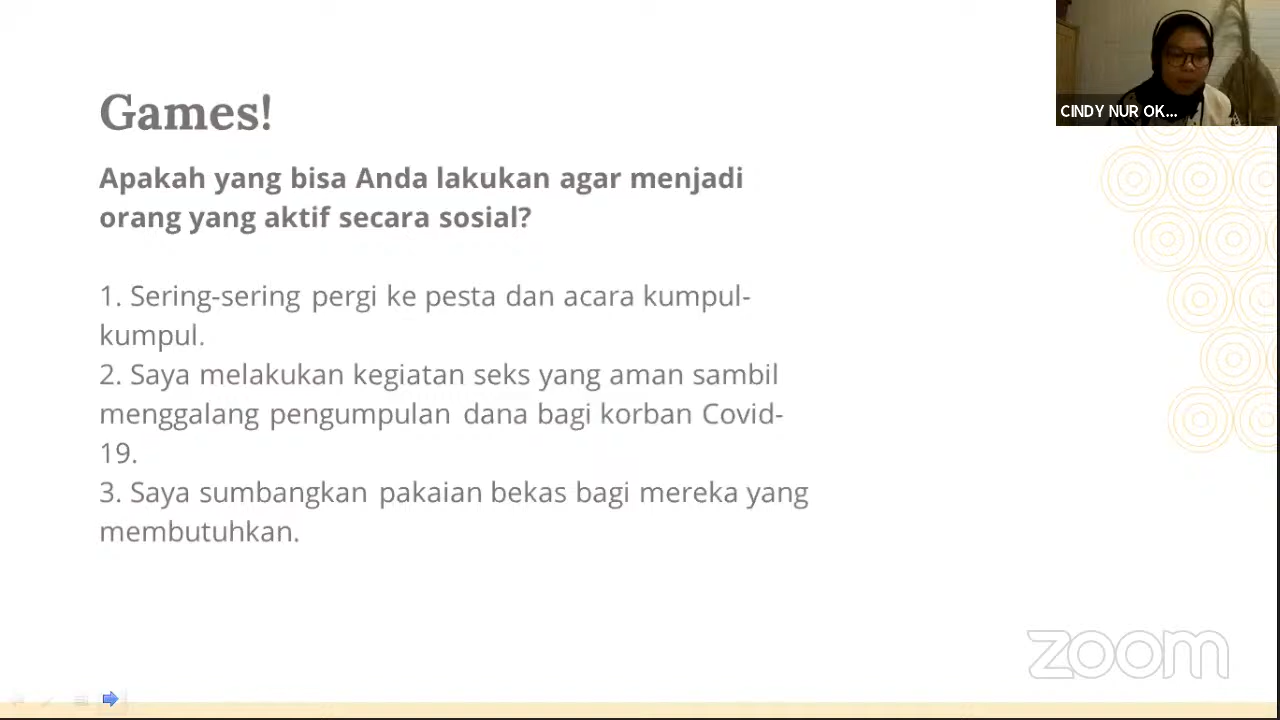 Games!
Apakah yang bisa Anda lakukan agar menjadi
orang yang aktif secara sosial?
1. Sering-sering pergi ke pesta dan acara kumpul-
kumpul.
2. Saya melakukan kegiatan seks yang aman sambil
menggalang pengumpulan dana bagi korban Covid-
19.
3. Saya sumbangkan pakaian bekas bagi mereka yang
membutuhkan.
CINDY NUR OK...
zoom